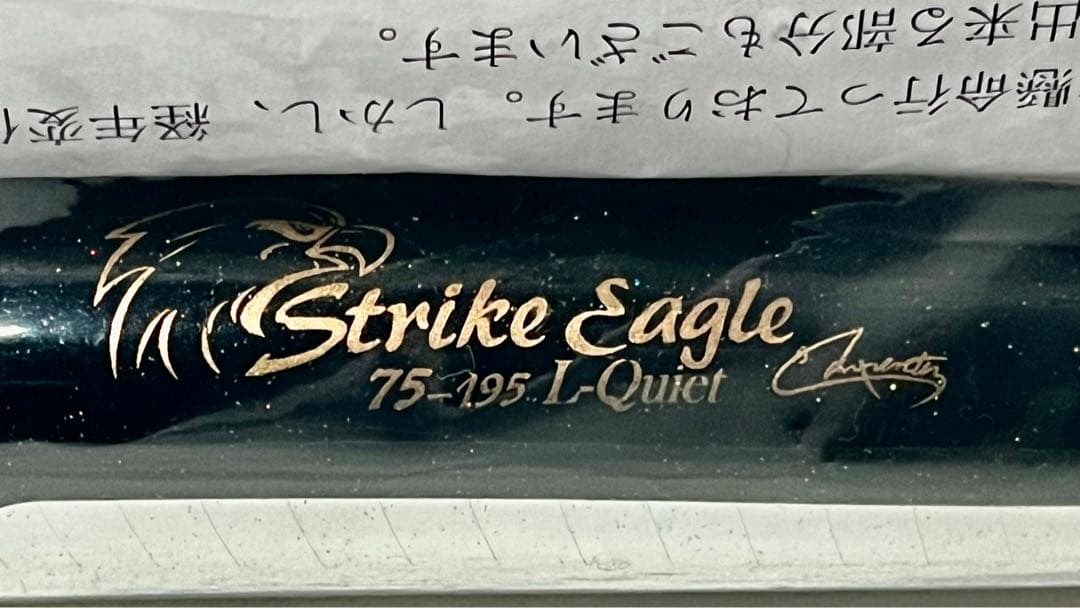 懸命行っております。しかし、経年変
出来る部分もございます。
Strike Eagle
75-195 L-Quiet Carpenter